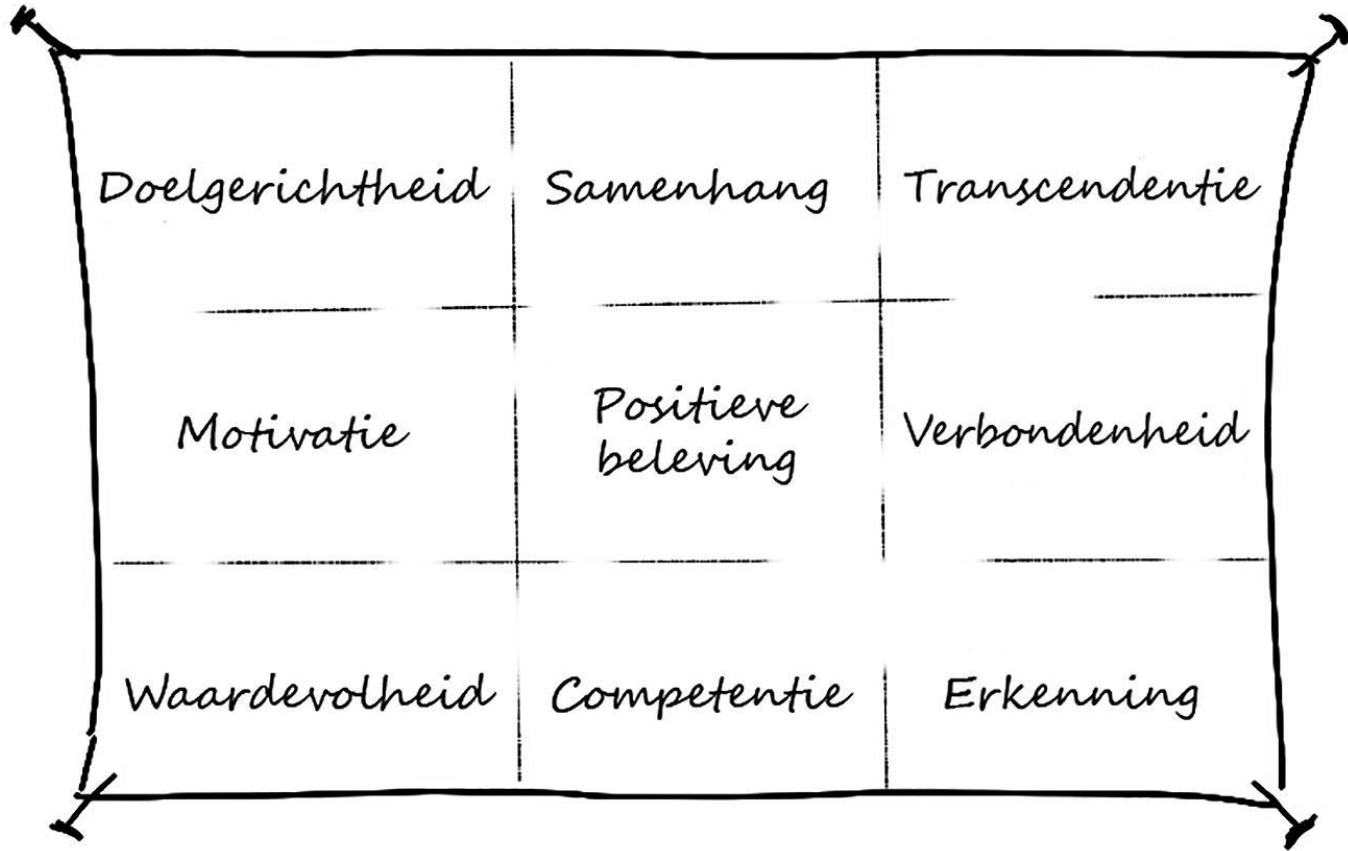 Doelgerichtheid
Samenhang
Transcendentie
Motivatie
Positieve
beleving
Verbondenheid
Waardevolheid
Competentie
Erkenning